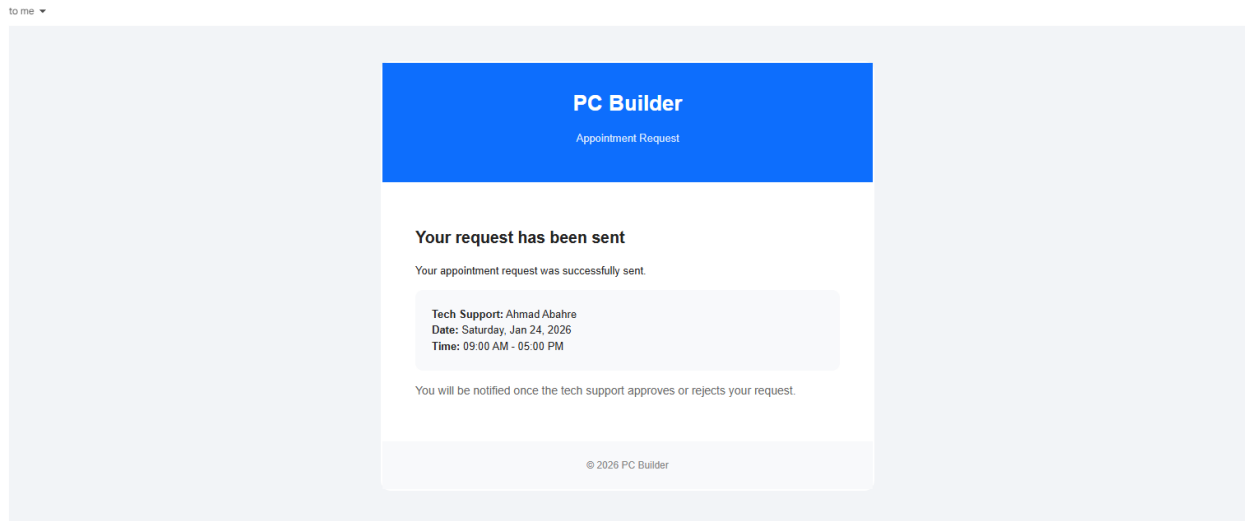 to me
PC Builder
Appointment Request
Your request has been sent
Your appointment request was successfully sent.
Tech Support: Ahmad Abahre
Date: Saturday, Jan 24, 2026
Time: 09:00 AM - 05:00 PM
You will be notified once the tech support approves or rejects your request.
© 2026 PC Builder